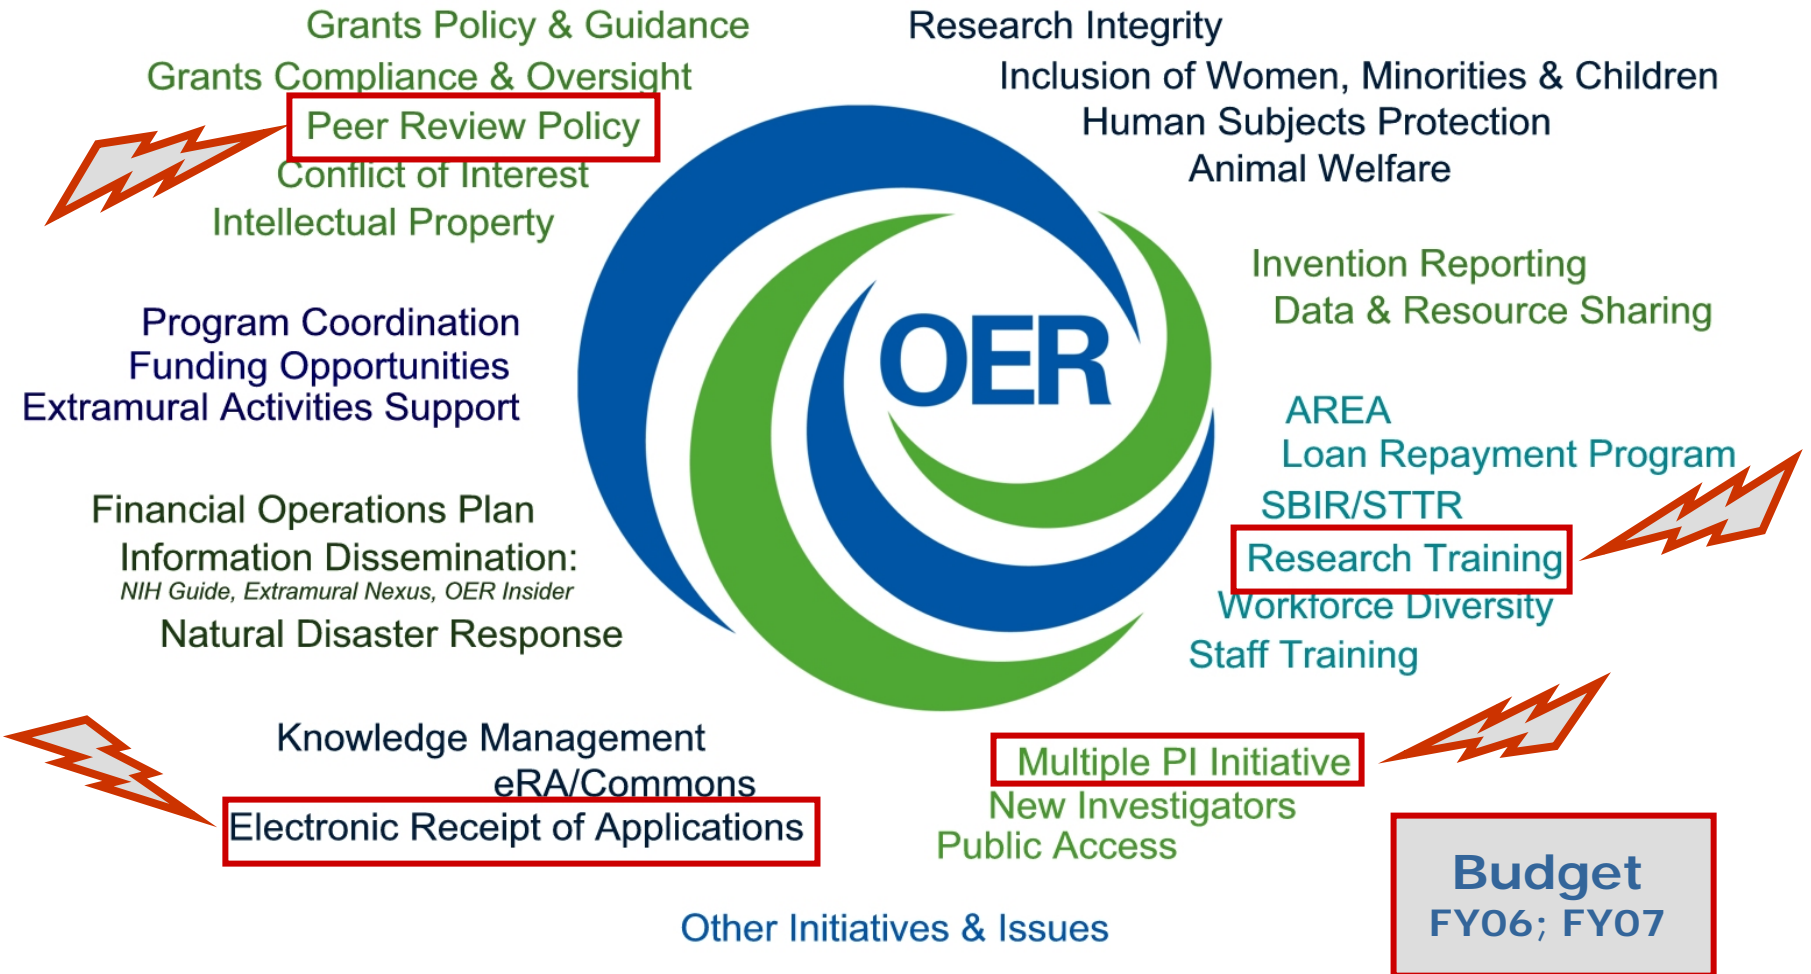 Grants Policy & Guidance
Grants Compliance & Oversight
Peer Review Policy
Conflict of Interest
Intellectual Property
Program Coordination
Funding Opportunities
Extramural Activities Support
Financial Operations Plan
Information Dissemination:
NIH Guide, Extramural Nexus, OER Insider
Natural Disaster Response
Knowledge Management
eRA/Commons
Electronic Receipt of Applications
OER
Research Integrity
Inclusion of Women, Minorities & Children
Human Subjects Protection
Animal Welfare
Invention Reporting
Data & Resource Sharing
AREA
Loan Repayment Program
SBIR/STTR
Research Training
Workforce Diversity
Staff Training
Multiple PI Initiative
New Investigators
Public Access
Other Initiatives & Issues
Budget
FY06; FY07